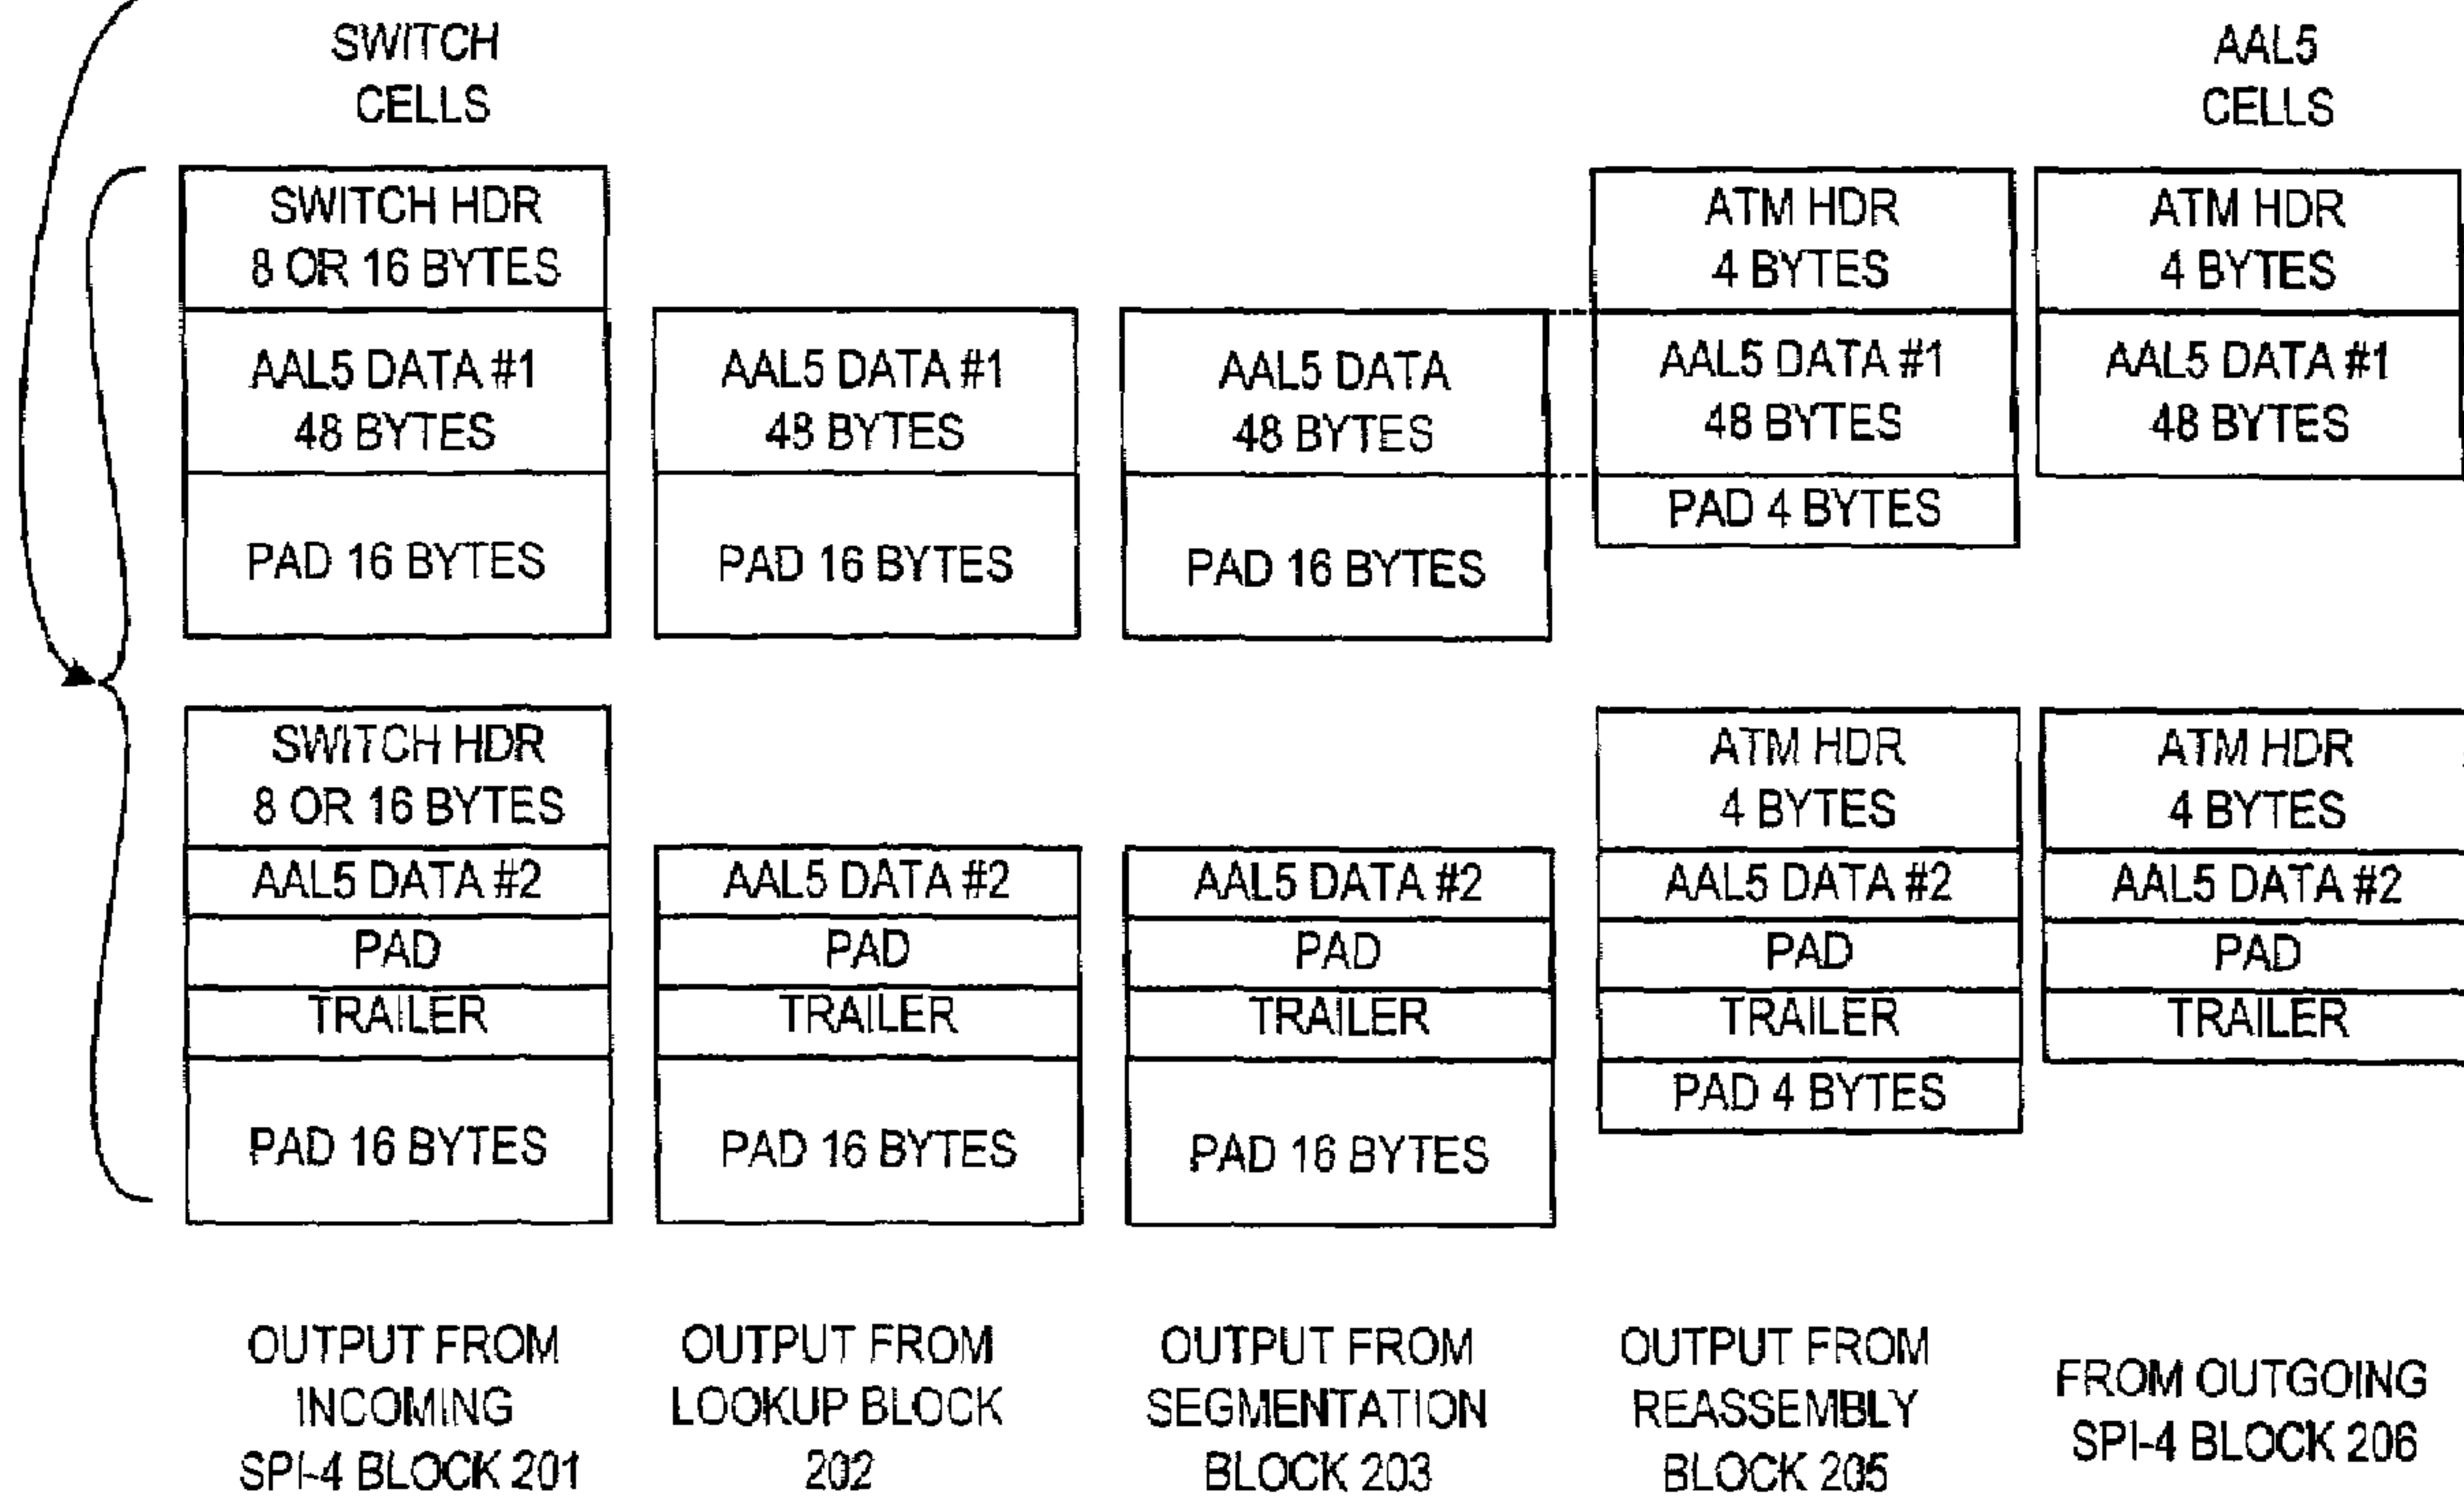 SWITCH
CELLS
AAL5
CELLS
SWITCH HDR
8 OR 16 BYTES
AAL5 DATA #1
48 BYTES
PAD 16 BYTES
AAL5 DATA #1
48 BYTES
PAD 16 BYTES
AAL5 DATA
48 BYTES
PAD 16 BYTES
ATM HDR
4 BYTES
AAL5 DATA #1
48 BYTES
PAD 4 BYTES
ATM HDR
4 BYTES
AAL5 DATA #1
48 BYTES
SWITCH HDR
8 OR 16 BYTES
AAL5 DATA #2
PAD
TRAILER
PAD 16 BYTES
AAL5 DATA #2
PAD
TRAILER
PAD 16 BYTES
AAL5 DATA #2
PAD
TRAILER
PAD 16 BYTES
ATM HDR
4 BYTES
AAL5 DATA #2
PAD
TRAILER
PAD 4 BYTES
ATM HDR
4 BYTES
AAL5 DATA #2
PAD
TRAILER
OUTPUT FROM
INCOMING
SPI-4 BLOCK 201
OUTPUT FROM
LOOKUP BLOCK
202
OUTPUT FROM
SEGMENTATION
BLOCK 203
OUTPUT FROM
REASSEMBLY
BLOCK 205
FROM OUTGOING
SPI-4 BLOCK 206